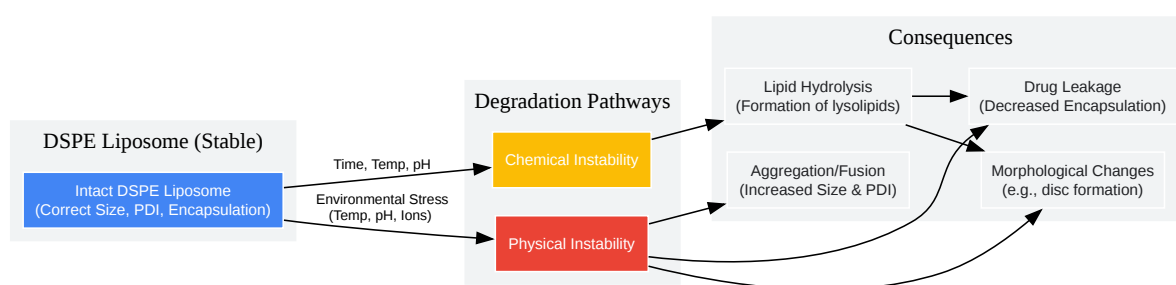 DSPE Liposome (Stable)
Intact DSPE Liposome
(Correct Size, PDI, Encapsulation)
Time, Temp, pH
Environmental Stress
(Temp, pH, Ions)
Degradation Pathways
Chemical Instability
Physical Instability
Consequences
Lipid Hydrolysis
(Formation of lysolipids)
Drug Leakage
(Decreased Encapsulation)
Aggregation/Fusion
(Increased Size & PDI)
Morphological Changes
(e.g., disc formation)